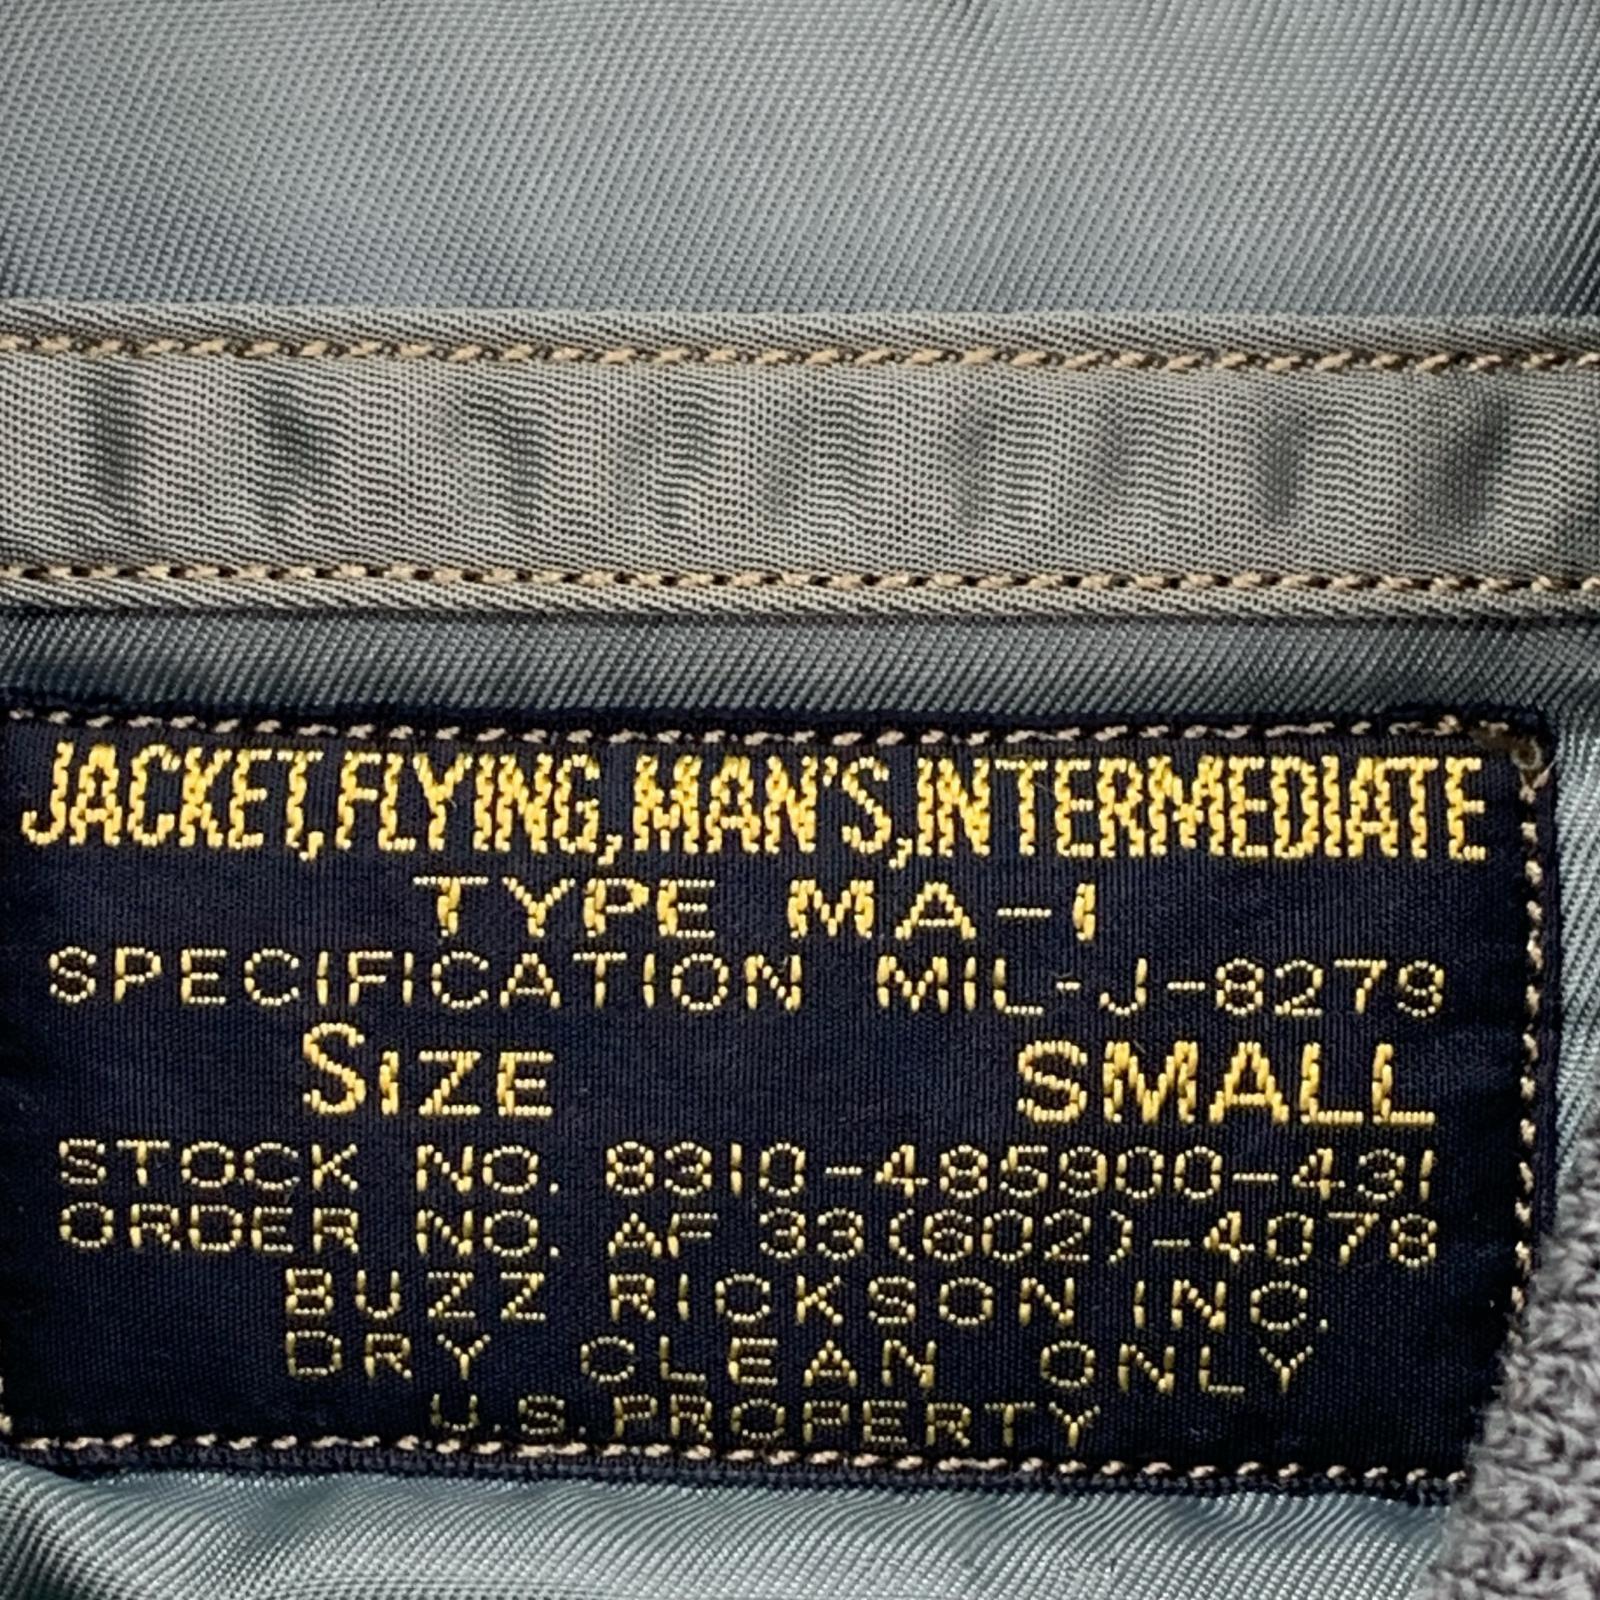 JACKET,FLYING,MAN'S,INTERMEDIATE
TYPE MA-1
SPECIFICATION MIL-J-8279
SIZE SMALL
STOCK NO. 8310-485900-431
ORDER NO. AF 33(602)-4078
BUZZ RICKSON INC.
DRY CLEAN ONLY
U.S. PROPERTY